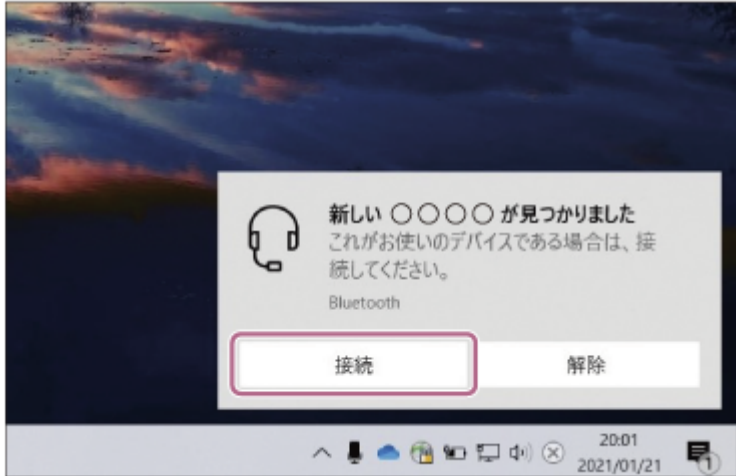 新しい ○○○○ が見つかりました
これがお使いのデバイスである場合は、接
続してください。
Bluetooth
接続
解除
20:01
2021/01/21
1